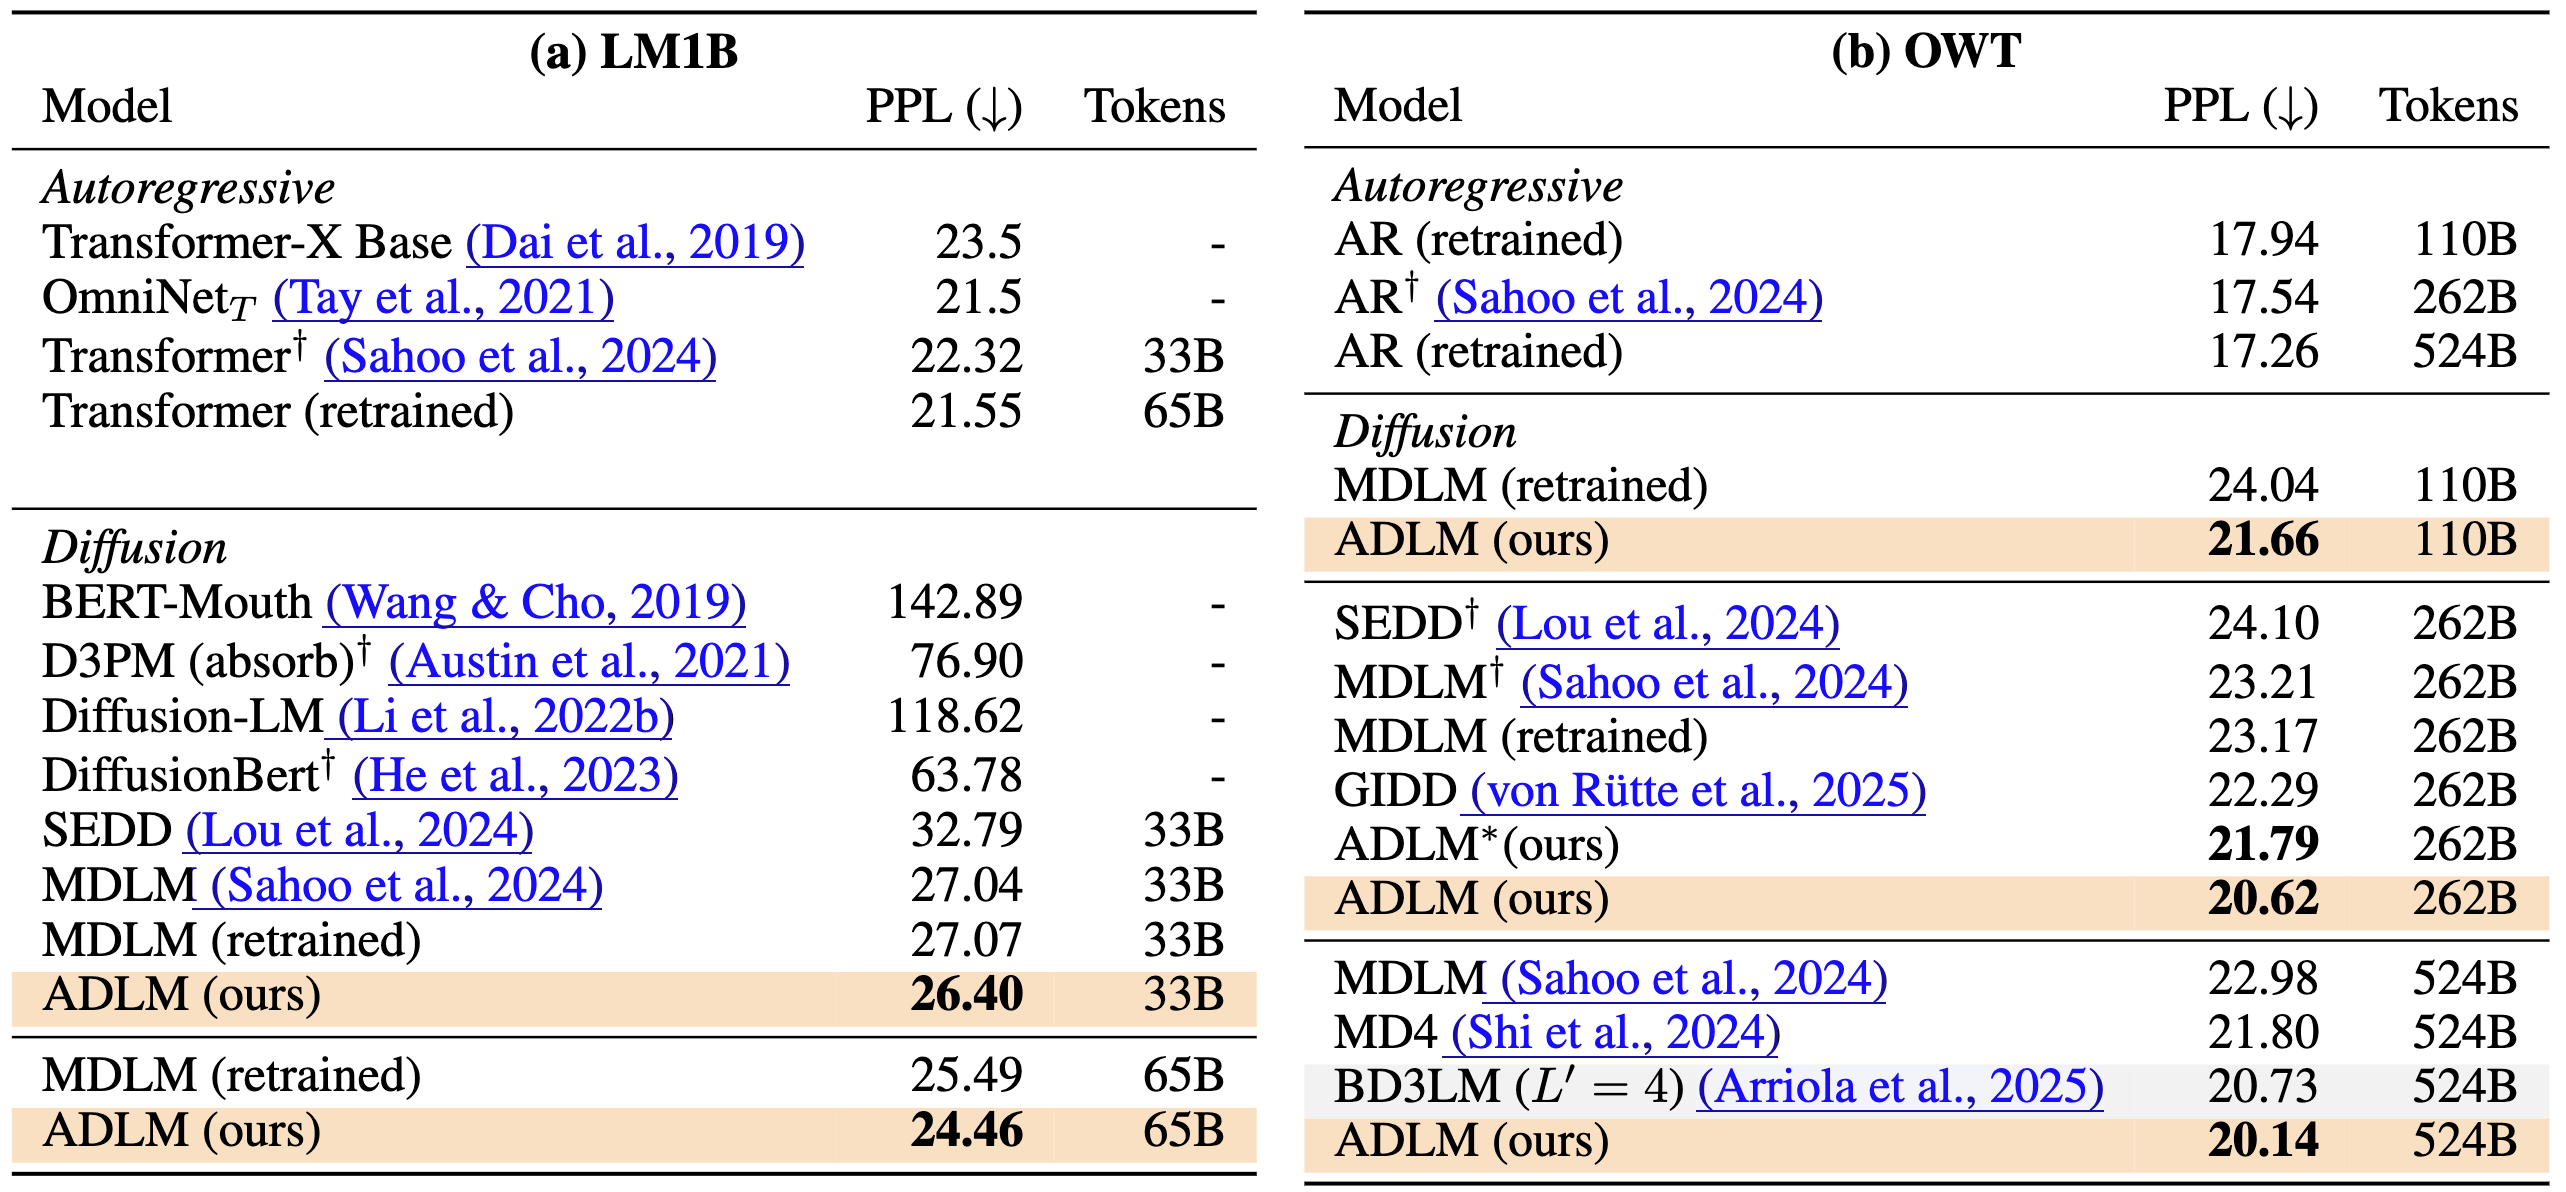 (a) LM1B
Model PPL (↓) Tokens
Autoregressive
Transformer-X Base (Dai et al., 2019) 23.5 -
OmniNet_T (Tay et al., 2021) 21.5 -
Transformer† (Sahoo et al., 2024) 22.32 33B
Transformer (retrained) 21.55 65B
Diffusion
BERT-Mouth (Wang & Cho, 2019) 142.89 -
D3PM (absorb)† (Austin et al., 2021) 76.90 -
Diffusion-LM (Li et al., 2022b) 118.62 -
DiffusionBert† (He et al., 2023) 63.78 -
SEDD (Lou et al., 2024) 32.79 33B
MDLM (Sahoo et al., 2024) 27.04 33B
MDLM (retrained) 27.07 33B
ADLM (ours) 26.40 33B
MDLM (retrained) 25.49 65B
ADLM (ours) 24.46 65B
(b) OWT
Model PPL (↓) Tokens
Autoregressive
AR (retrained) 17.94 110B
AR† (Sahoo et al., 2024) 17.54 262B
AR (retrained) 17.26 524B
Diffusion
MDLM (retrained) 24.04 110B
ADLM (ours) 21.66 110B
SEDD† (Lou et al., 2024) 24.10 262B
MDLM† (Sahoo et al., 2024) 23.21 262B
MDLM (retrained) 23.17 262B
GIDD (von Rütte et al., 2025) 22.29 262B
ADLM*(ours) 21.79 262B
ADLM (ours) 20.62 262B
MDLM (Sahoo et al., 2024) 22.98 524B
MD4 (Shi et al., 2024) 21.80 524B
BD3LM (L′ = 4) (Arriola et al., 2025) 20.73 524B
ADLM (ours) 20.14 524B